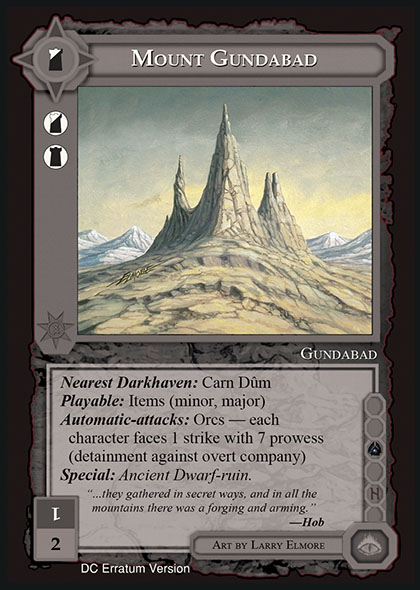 Mount Gundabad
ELMORE
Gundabad
Nearest Darkhaven: Carn Dûm
Playable: Items (minor, major)
Automatic-attacks: Orcs — each
character faces 1 strike with 7 prowess
(detainment against overt company)
Special: Ancient Dwarf-ruin.
“...they gathered in secret ways, and in all the
mountains there was a forging and arming.”
—Hob
1
2
Art by Larry Elmore
DC Erratum Version